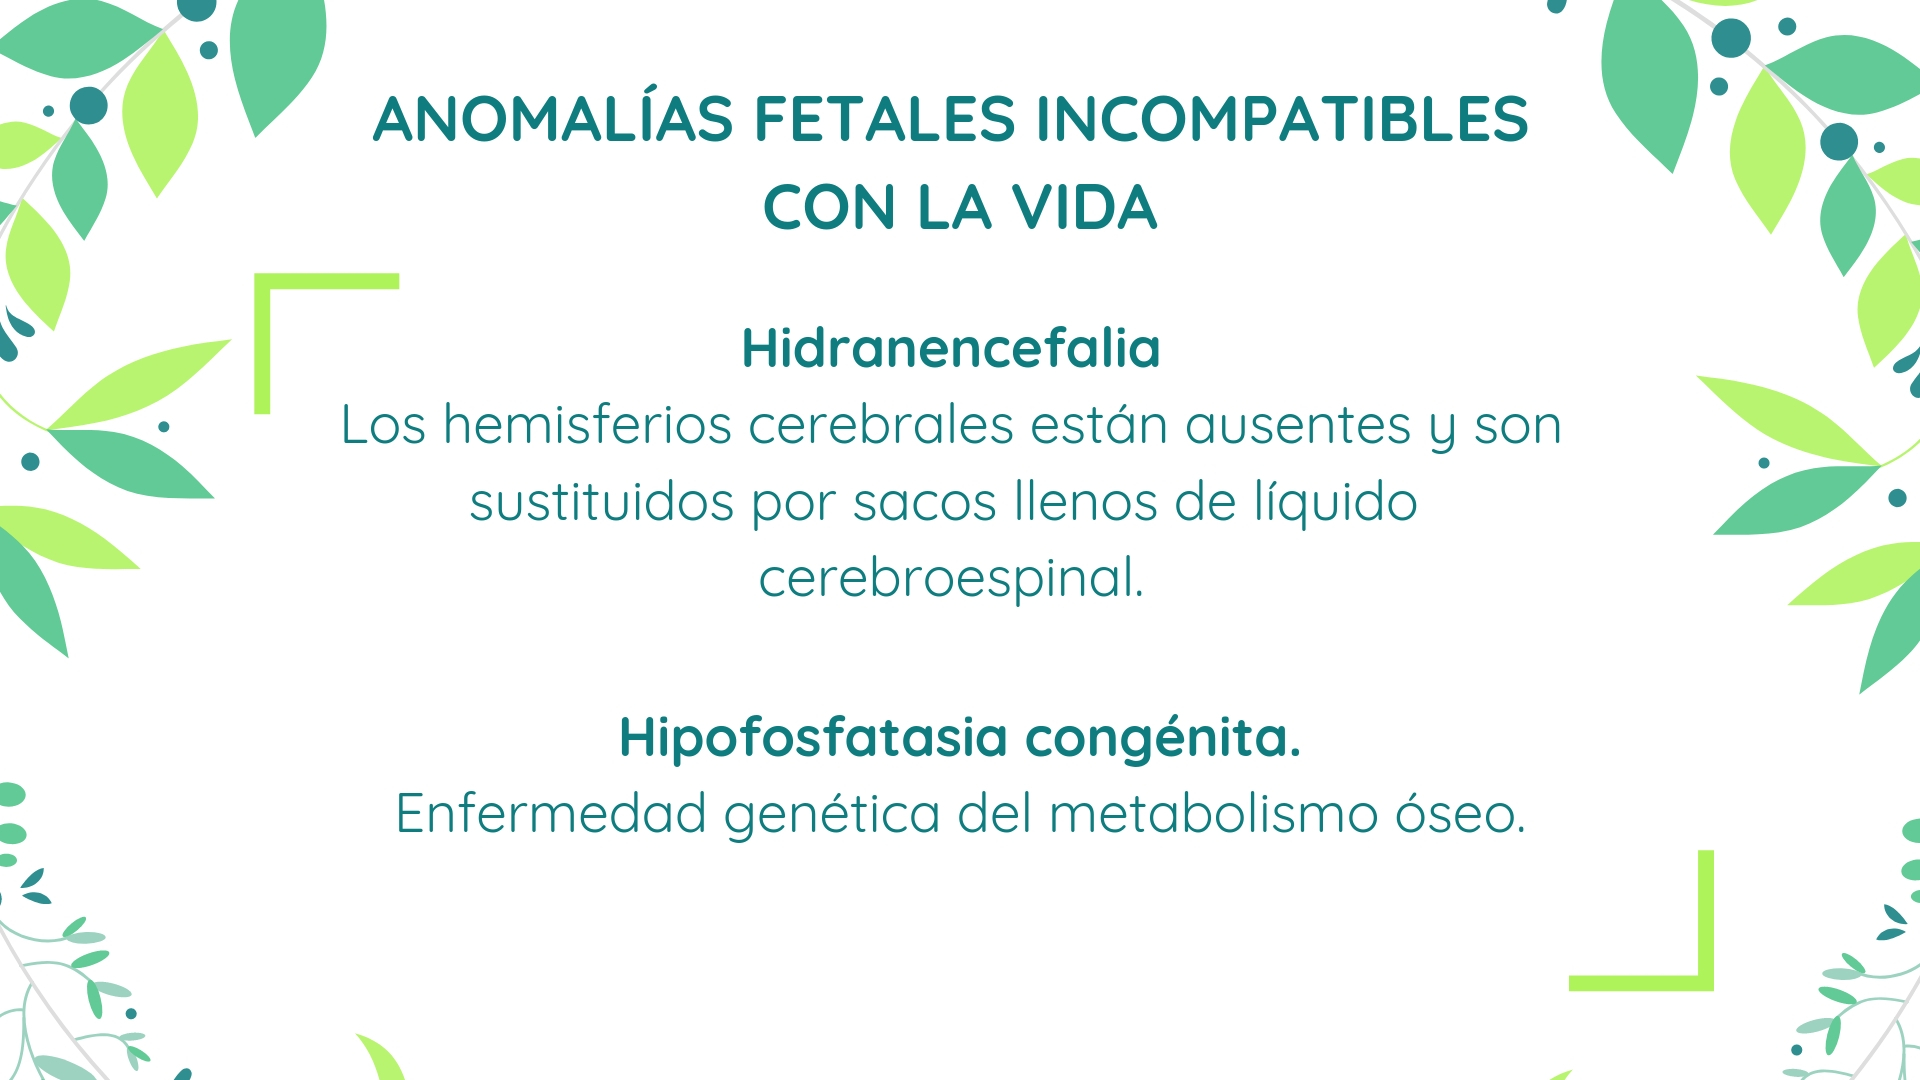 ANOMALÍAS FETALES INCOMPATIBLES
CON LA VIDA
Hidranencefalia
Los hemisferios cerebrales están ausentes y son
sustituidos por sacos llenos de líquido
cerebroespinal.
Hipofosfatasia congénita.
Enfermedad genética del metabolismo óseo.